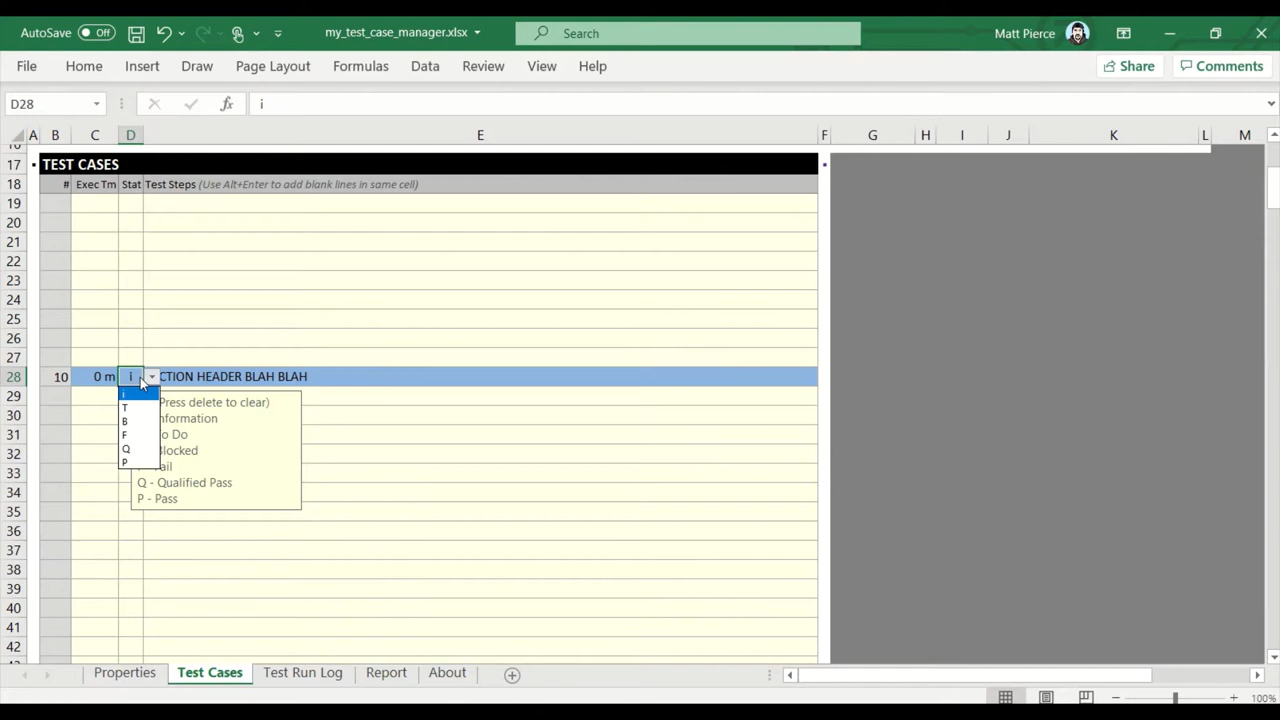 AutoSave Off my_test_case_manager.xlsx Search Matt Pierce
File Home Insert Draw Page Layout Formulas Data Review View Help Share Comments
D28 fx i
A B C D E F G H I J K L M
17 TEST CASES
18 # Exec Tm Stat Test Steps (Use Alt+Enter to add blank lines in same cell)
19
20
21
22
23
24
25
26
27
28 10 0 m i CTION HEADER BLAH BLAH
29 i
(Press delete to clear)
T
30 nformation
B
31 o Do
F
32 Blocked
Q
33 ail
P
34 Q - Qualified Pass
35 P - Pass
36
37
38
39
40
41
42
Properties Test Cases Test Run Log Report About
100%